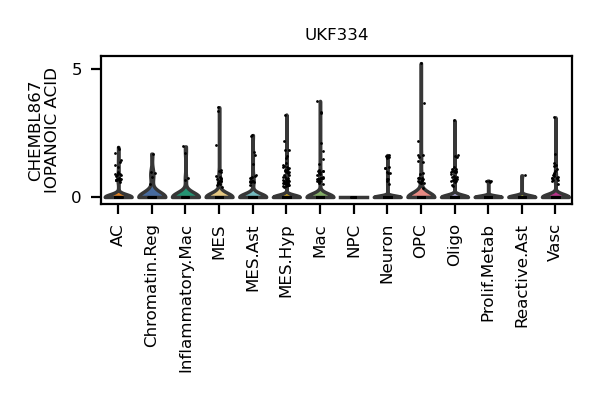 UKF334
CHEMBL867
IOPANOIC ACID
5
0
AC
Chromatin.Reg
Inflammatory.Mac
MES
MES.Ast
MES.Hyp
Mac
NPC
Neuron
OPC
Oligo
Prolif.Metab
Reactive.Ast
Vasc